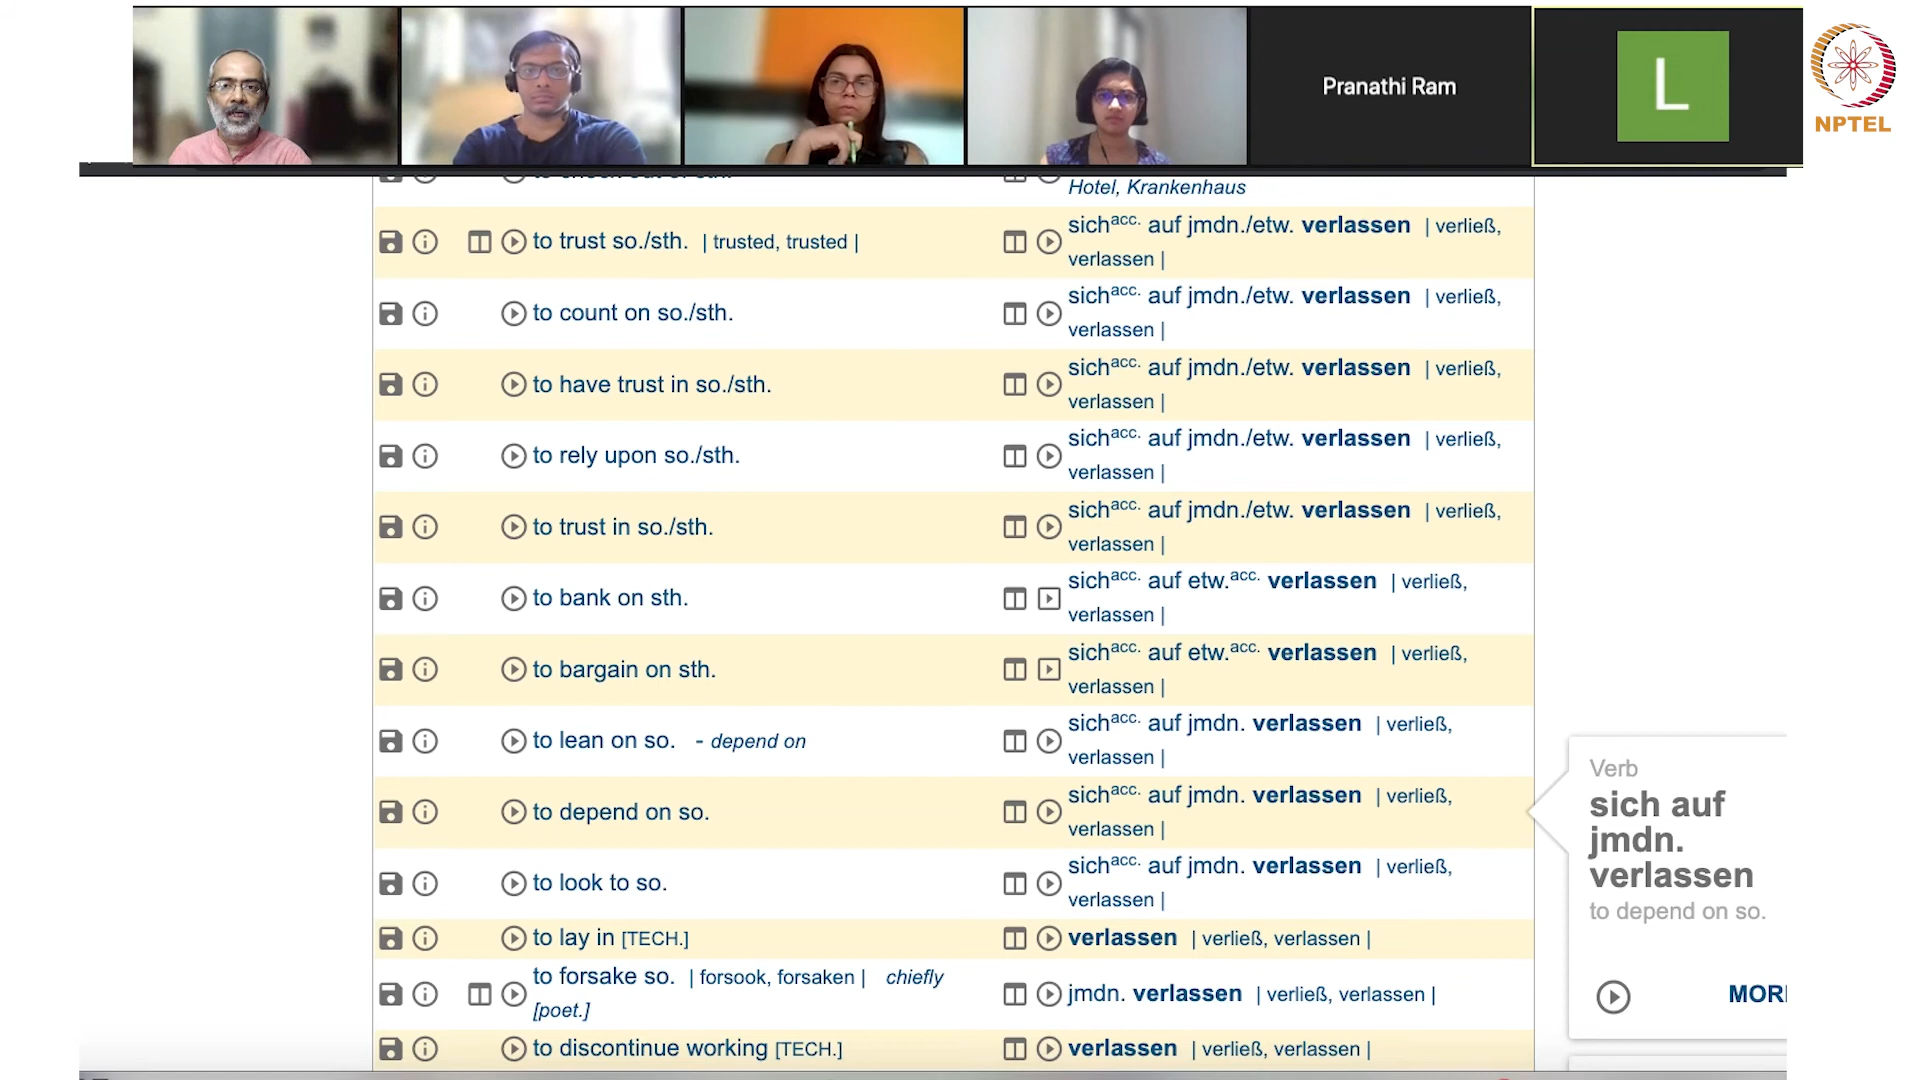 Pranathi Ram
L
NPTEL
Hotel, Krankenhaus
to trust so./sth. | trusted, trusted |
sichacc. auf jmdn./etw. verlassen | verließ,
verlassen |
to count on so./sth.
sichacc. auf jmdn./etw. verlassen | verließ,
verlassen |
to have trust in so./sth.
sichacc. auf jmdn./etw. verlassen | verließ,
verlassen |
to rely upon so./sth.
sichacc. auf jmdn./etw. verlassen | verließ,
verlassen |
to trust in so./sth.
sichacc. auf jmdn./etw. verlassen | verließ,
verlassen |
to bank on sth.
sichacc. auf etw.acc. verlassen | verließ,
verlassen |
to bargain on sth.
sichacc. auf etw.acc. verlassen | verließ,
verlassen |
to lean on so. - depend on
sichacc. auf jmdn. verlassen | verließ,
verlassen |
to depend on so.
sichacc. auf jmdn. verlassen | verließ,
verlassen |
to look to so.
sichacc. auf jmdn. verlassen | verließ,
verlassen |
to lay in [TECH.]
verlassen | verließ, verlassen |
to forsake so. | forsook, forsaken | chiefly
[poet.]
jmdn. verlassen | verließ, verlassen |
to discontinue working [TECH.]
verlassen | verließ, verlassen |
Verb
sich auf
jmdn.
verlassen
to depend on so.
MOR